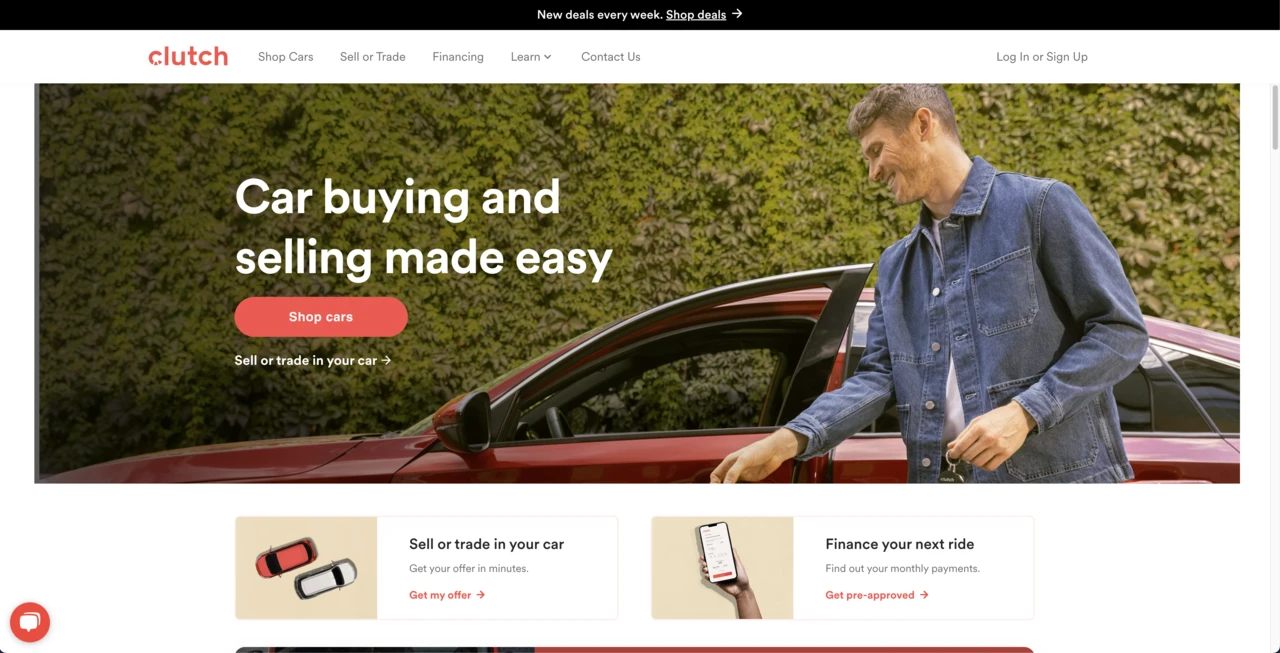 New deals every week. Shop deals →
clutch
Shop Cars
Sell or Trade
Financing
Learn
Contact Us
Log In or Sign Up
Car buying and
selling made easy
Shop cars
Sell or trade in your car →
Sell or trade in your car
Get your offer in minutes.
Get my offer →
Finance your next ride
Find out your monthly payments.
Get pre-approved →